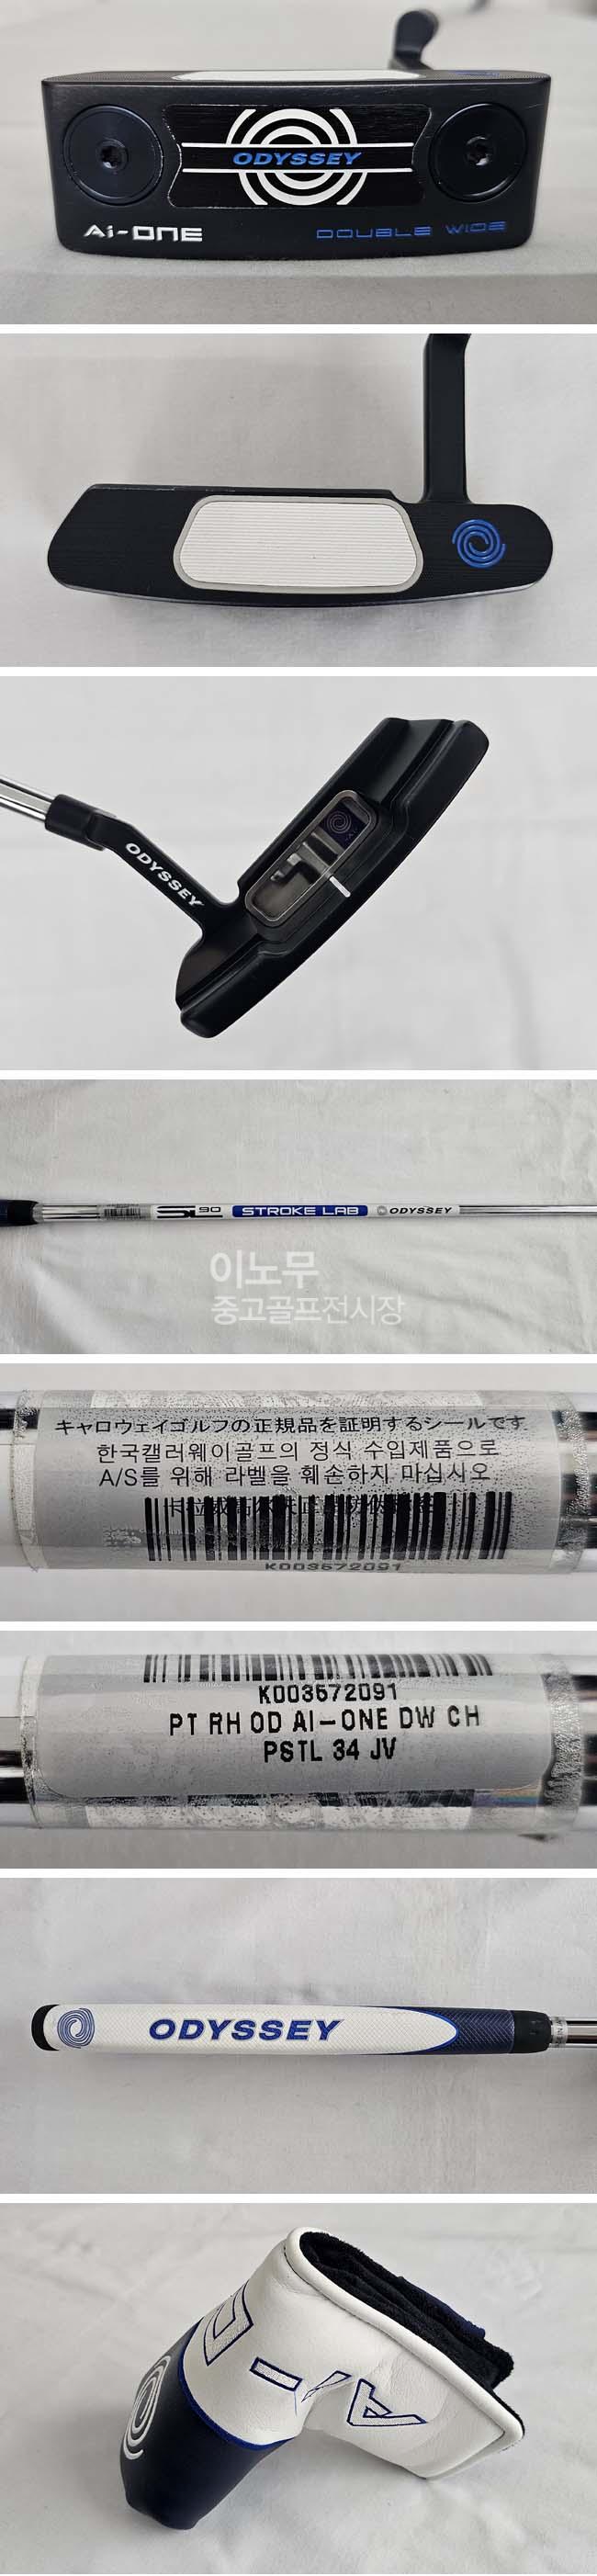 ODYSSEY
Ai-ONE
DOUBLE WIDE
ODYSSEY
SL 90 STROKE LAB ODYSSEY
이노무
중고골프전시장
キャロウェイゴルフの正規品を証明するシールです
한국캘러웨이골프의 정식 수입제품으로
A/S를 위해 라벨을 훼손하지 마십시오
K003672091
K003672091
PT RH OD AI-ONE DW CH
PSTL 34 JV
ODYSSEY
AI-O